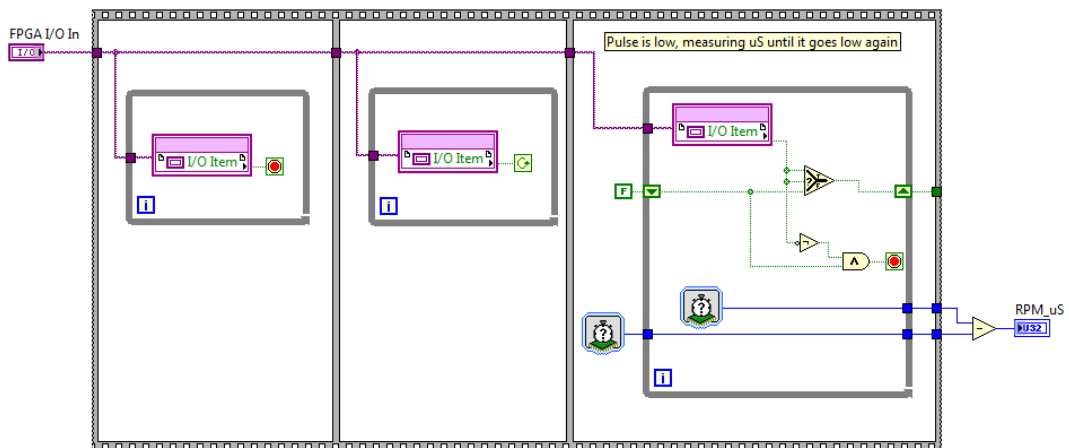 FPGA I/O In
I/O
Pulse is low, measuring uS until it goes low again
I/O Item
I/O Item
I/O Item
i
i
F
?
F
?
?
RPM_uS
U32
i